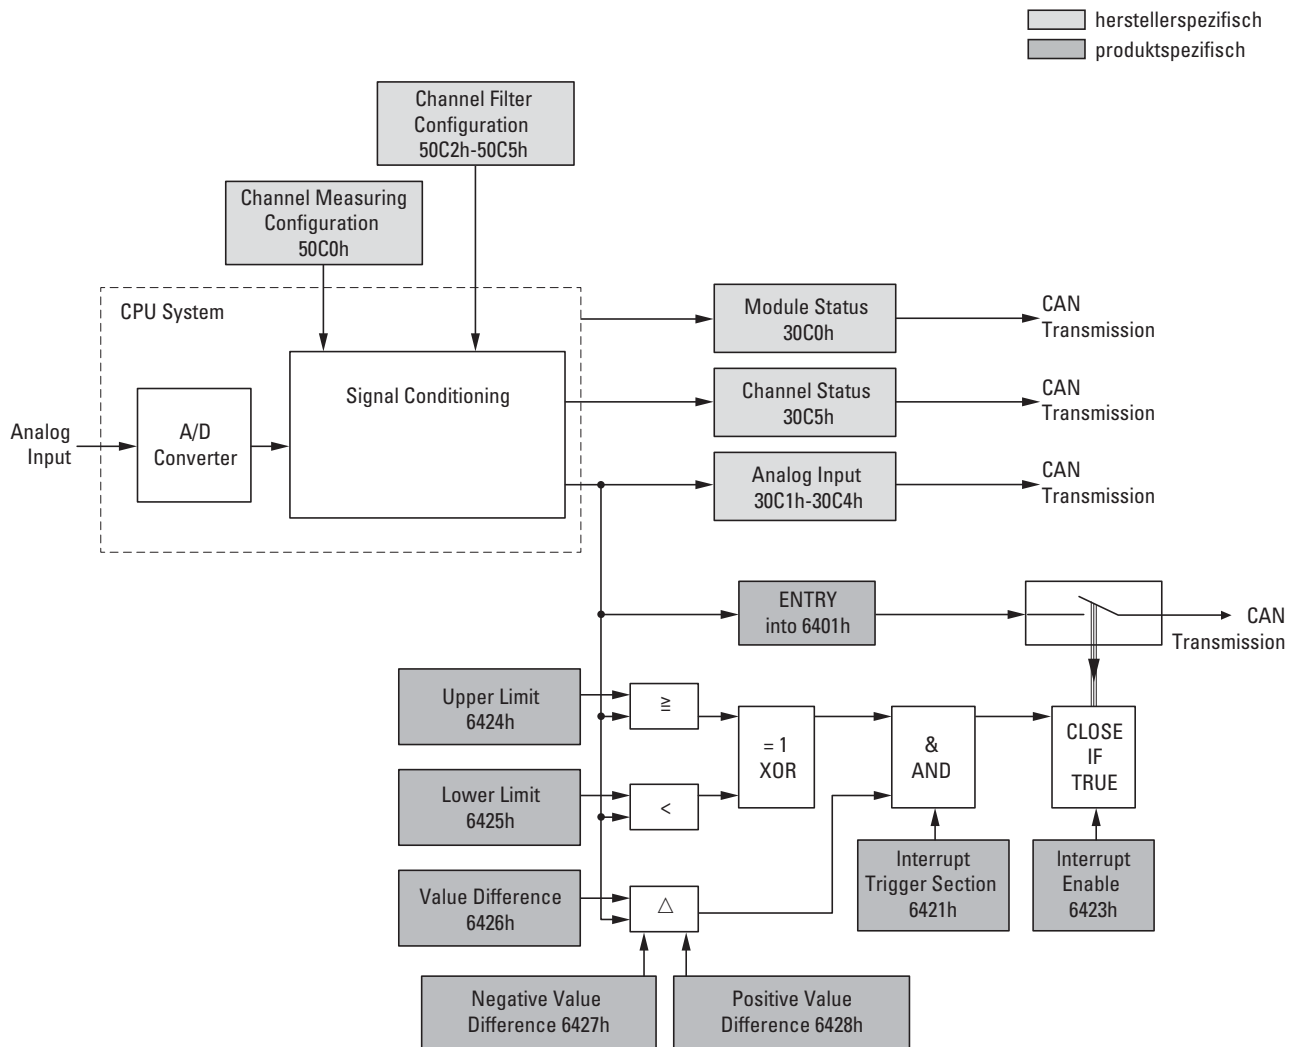 herstellerspezifisch
produktspezifisch
Channel Filter
Configuration
50C2h-50C5h
Channel Measuring
Configuration
50C0h
CPU System
Signal Conditioning
A/D
Converter
Analog
Input
Module Status
30C0h
CAN
Transmission
Channel Status
30C5h
CAN
Transmission
Analog Input
30C1h-30C4h
CAN
Transmission
ENTRY
into 6401h
CAN
Transmission
Upper Limit
6424h
≧
= 1
XOR
&
AND
CLOSE
IF
TRUE
Lower Limit
6425h
<
Interrupt
Trigger Section
6421h
Interrupt
Enable
6423h
Value Difference
6426h
△
Negative Value
Difference 6427h
Positive Value
Difference 6428h